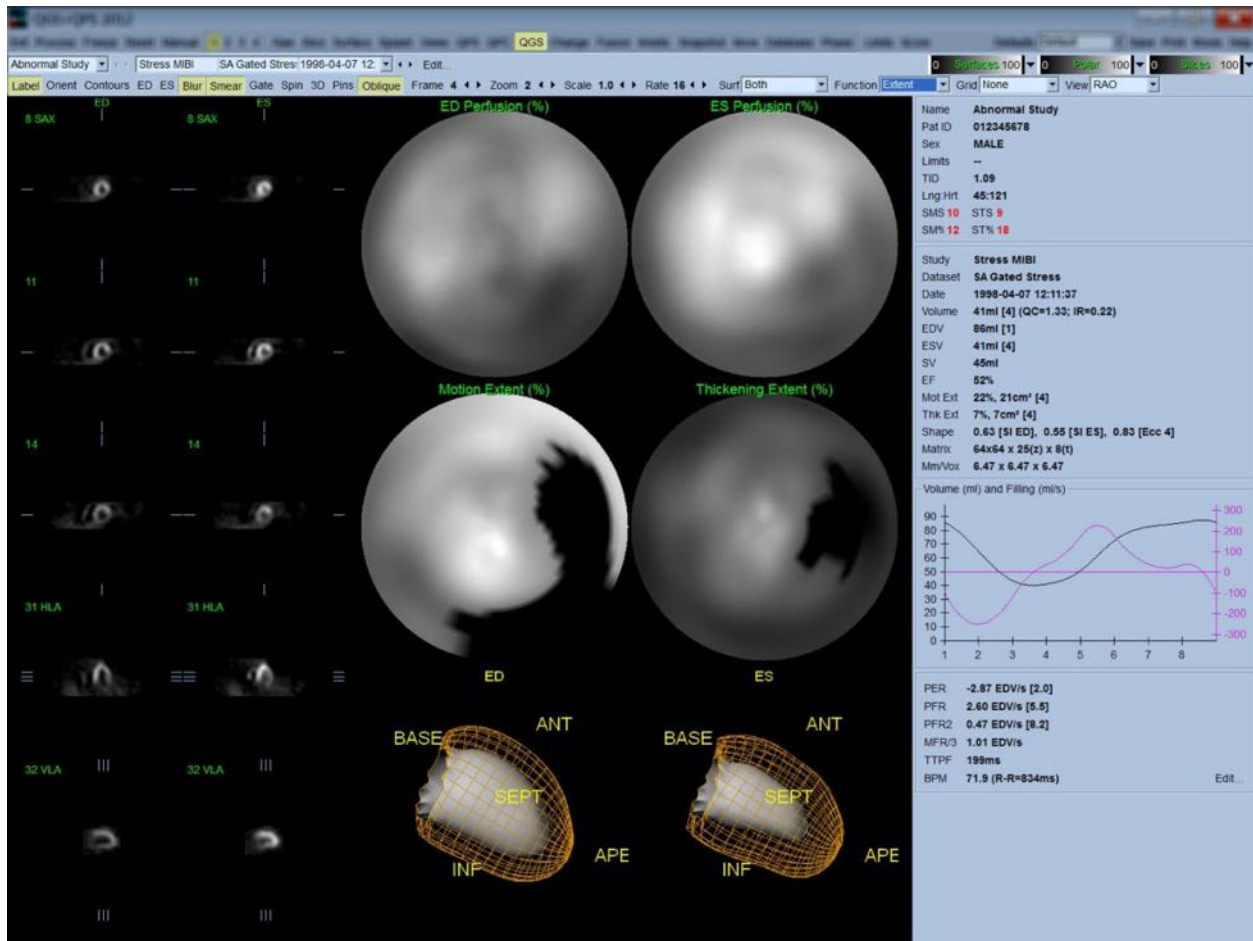 QGS
Abnormal Study Stress MIBI SA Gated Stres: 1998-04-07 12: Edit...
0 Surfaces 100 0 Polar 100 0 Slices 100
Label Orient Contours ED ES Blur Smear Gate Spin 3D Pins Oblique Frame 4 Zoom 2 Scale 1.0 Rate 16 Surf Both Function Extent Grid None View RAO
ED ES
8 SAX 8 SAX
11 11
14 14
31 HLA 31 HLA
32 VLA 32 VLA
ED Perfusion (%) ES Perfusion (%)
Motion Extent (%) Thickening Extent (%)
ED ES
BASE ANT SEPT INF APE
BASE ANT SEPT INF APE
Name Abnormal Study
Pat ID 012345678
Sex MALE
Limits --
TID 1.09
Lng:Hrt 45:121
SMS 10 STS 9
SM% 12 ST% 18
Study Stress MIBI
Dataset SA Gated Stress
Date 1998-04-07 12:11:37
Volume 41ml [4] (QC=1.33; IR=0.22)
EDV 86ml [1]
ESV 41ml [4]
SV 45ml
EF 52%
Mot Ext 22%, 21cm² [4]
Thk Ext 7%, 7cm² [4]
Shape 0.63 [SI ED], 0.55 [SI ES], 0.83 [Ecc 4]
Matrix 64x64 x 25(z) x 8(t)
Mm/Vox 6.47 x 6.47 x 6.47
Volume (ml) and Filling (ml/s)
90 300
80 200
70 100
60 0
50 -100
40 -200
30 -300
20
10
0
1 2 3 4 5 6 7 8
PER -2.87 EDV/s [2.0]
PFR 2.60 EDV/s [5.5]
PFR2 0.47 EDV/s [8.2]
MFR/3 1.01 EDV/s
TTPF 199ms
BPM 71.9 (R-R=834ms) Edit...